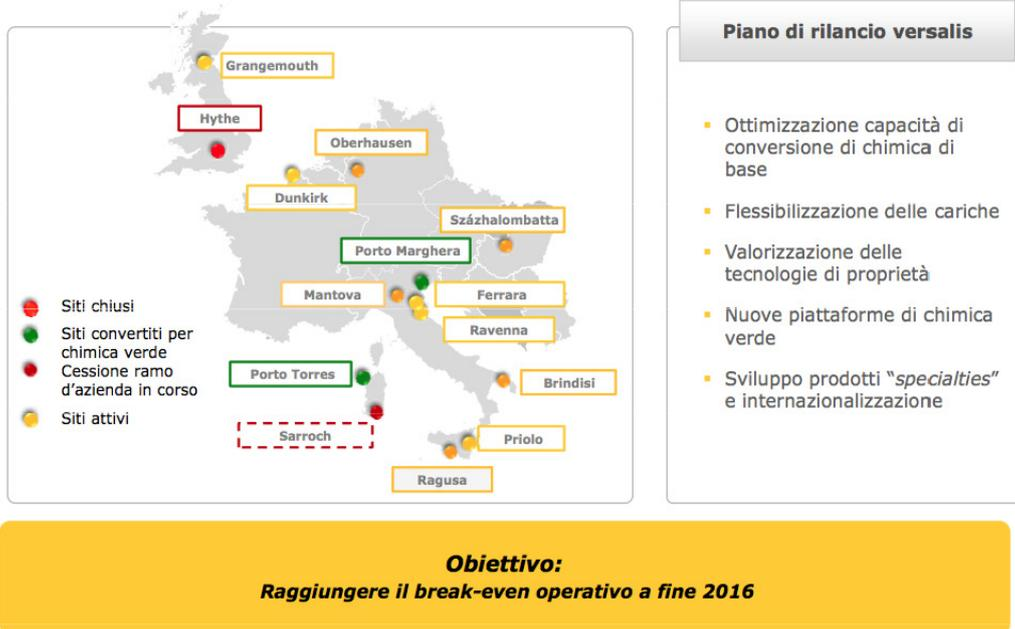 Grangemouth
Hythe
Oberhausen
Dunkirk
Százhalombatta
Porto Marghera
Mantova
Ferrara
Ravenna
Porto Torres
Brindisi
Sarroch
Priolo
Ragusa
Siti chiusi
Siti convertiti per
chimica verde
Cessione ramo
d'azienda in corso
Siti attivi
Piano di rilancio versalis
Ottimizzazione capacità di
conversione di chimica di
base
Flessibilizzazione delle cariche
Valorizzazione delle
tecnologie di proprietà
Nuove piattaforme di chimica
verde
Sviluppo prodotti “specialties”
e internazionalizzazione
Obiettivo:
Raggiungere il break-even operativo a fine 2016